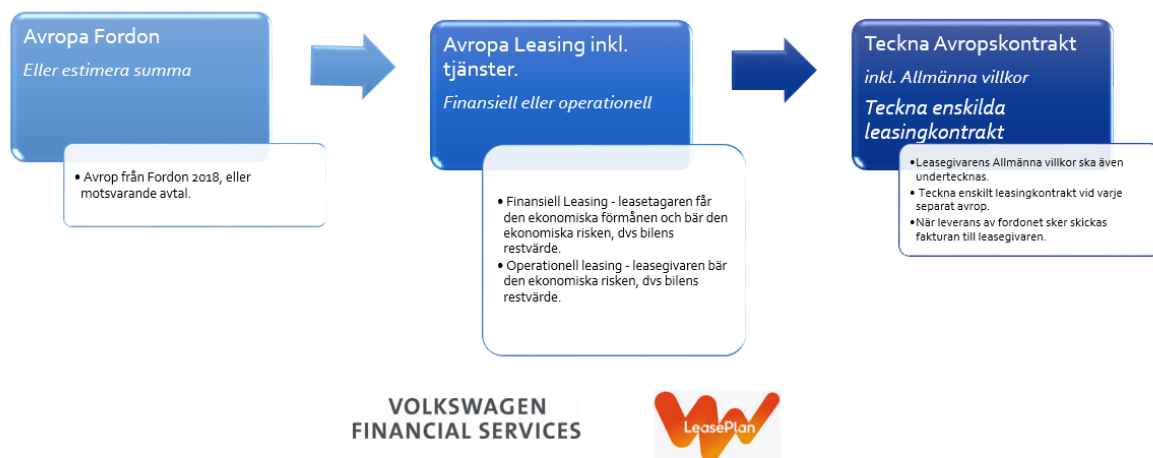 Avropa Fordon
Eller estimera summa
• Avrop från Fordon 2018, eller
motsvarande avtal.
Avropa Leasing inkl.
tjänster.
Finansiell eller operationell
• Finansiell Leasing - leasetagaren får
den ekonomiska förmånen och bär den
ekonomiska risken, dvs bilens
restvärde.
• Operationell leasing - leasegivaren bär
den ekonomiska risken, dvs bilens
restvärde.
Teckna Avropskontrakt
inkl. Allmänna villkor
Teckna enskilda
leasingkontrakt
•Leasegivarens Allmänna villkor ska även
undertecknas.
• Teckna enskilt leasingkontrakt vid varje
separat avrop.
•När leverans av fordonet sker skickas
fakturan till leasegivaren.
VOLKSWAGEN
FINANCIAL SERVICES
LeasePlan